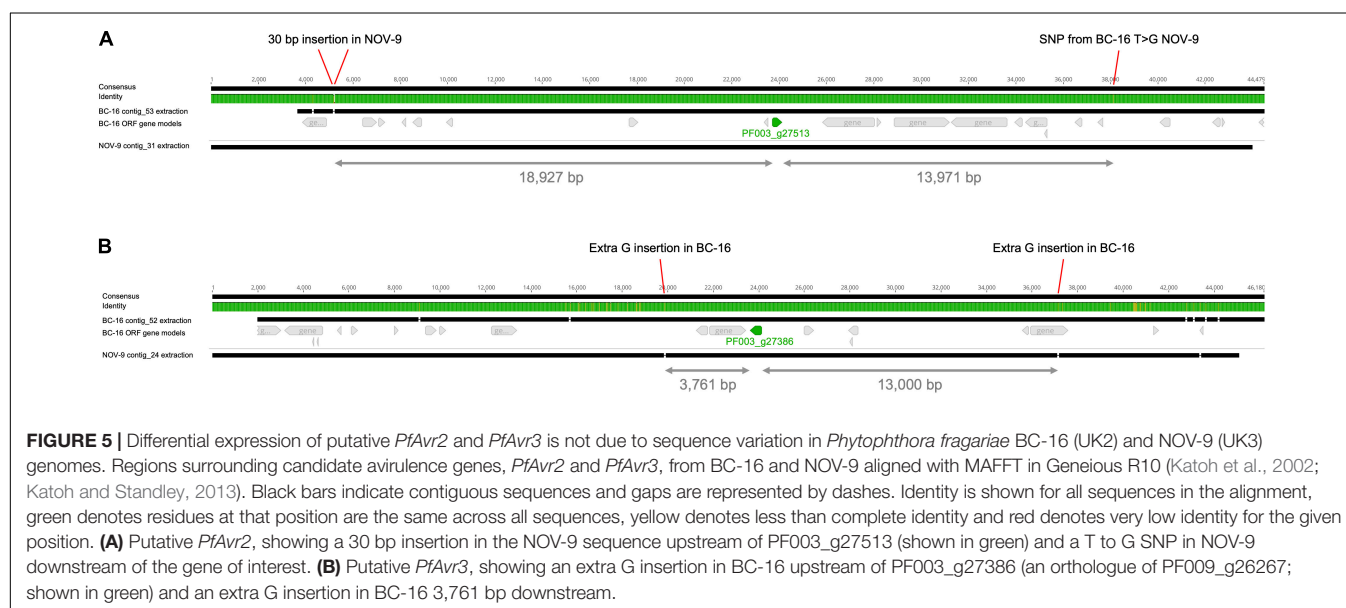 A
30 bp insertion in NOV-9
SNP from BC-16 T>G NOV-9
1 2,000 4,000 6,000 8,000 10,000 12,000 14,000 16,000 18,000 20,000 22,000 24,000 26,000 28,000 30,000 32,000 34,000 36,000 38,000 40,000 42,000 44,479
Consensus
Identity
BC-16 contig_53 extraction
BC-16 ORF gene models
ge... gene gene gene g...
PF003_g27513
NOV-9 contig_31 extraction
18,927 bp
13,971 bp
B
Extra G insertion in BC-16
Extra G insertion in BC-16
1 2,000 4,000 6,000 8,000 10,000 12,000 14,000 16,000 18,000 20,000 22,000 24,000 26,000 28,000 30,000 32,000 34,000 36,000 38,000 40,000 42,000 44,000
Consensus
Identity
BC-16 contig_52 extraction
BC-16 ORF gene models
g... gene ge... gene gene
PF003_g27386
NOV-9 contig_24 extraction
3,761 bp
13,000 bp
FIGURE 5 | Differential expression of putative PfAvr2 and PfAvr3 is not due to sequence variation in Phytophthora fragariae BC-16 (UK2) and NOV-9 (UK3)
genomes. Regions surrounding candidate avirulence genes, PfAvr2 and PfAvr3, from BC-16 and NOV-9 aligned with MAFFT in Geneious R10 (Katoh et al., 2002;
Katoh and Standley, 2013). Black bars indicate contiguous sequences and gaps are represented by dashes. Identity is shown for all sequences in the alignment,
green denotes residues at that position are the same across all sequences, yellow denotes less than complete identity and red denotes very low identity for the given
position. (A) Putative PfAvr2, showing a 30 bp insertion in the NOV-9 sequence upstream of PF003_g27513 (shown in green) and a T to G SNP in NOV-9
downstream of the gene of interest. (B) Putative PfAvr3, showing an extra G insertion in BC-16 upstream of PF003_g27386 (an orthologue of PF009_g26267;
shown in green) and an extra G insertion in BC-16 3,761 bp downstream.